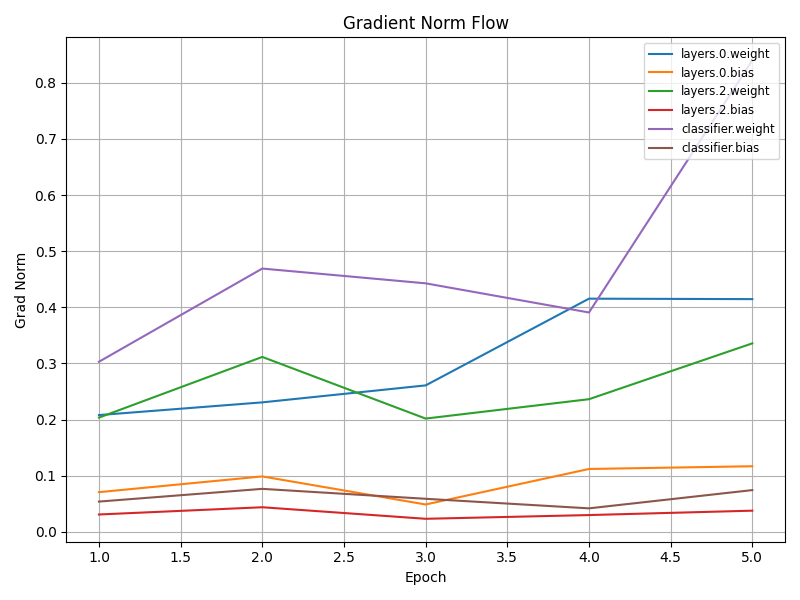 Gradient Norm Flow
layers.0.weight
layers.0.bias
layers.2.weight
layers.2.bias
classifier.weight
classifier.bias
0.8
0.7
0.6
0.5
0.4
0.3
0.2
0.1
0.0
Grad Norm
1.0 1.5 2.0 2.5 3.0 3.5 4.0 4.5 5.0
Epoch